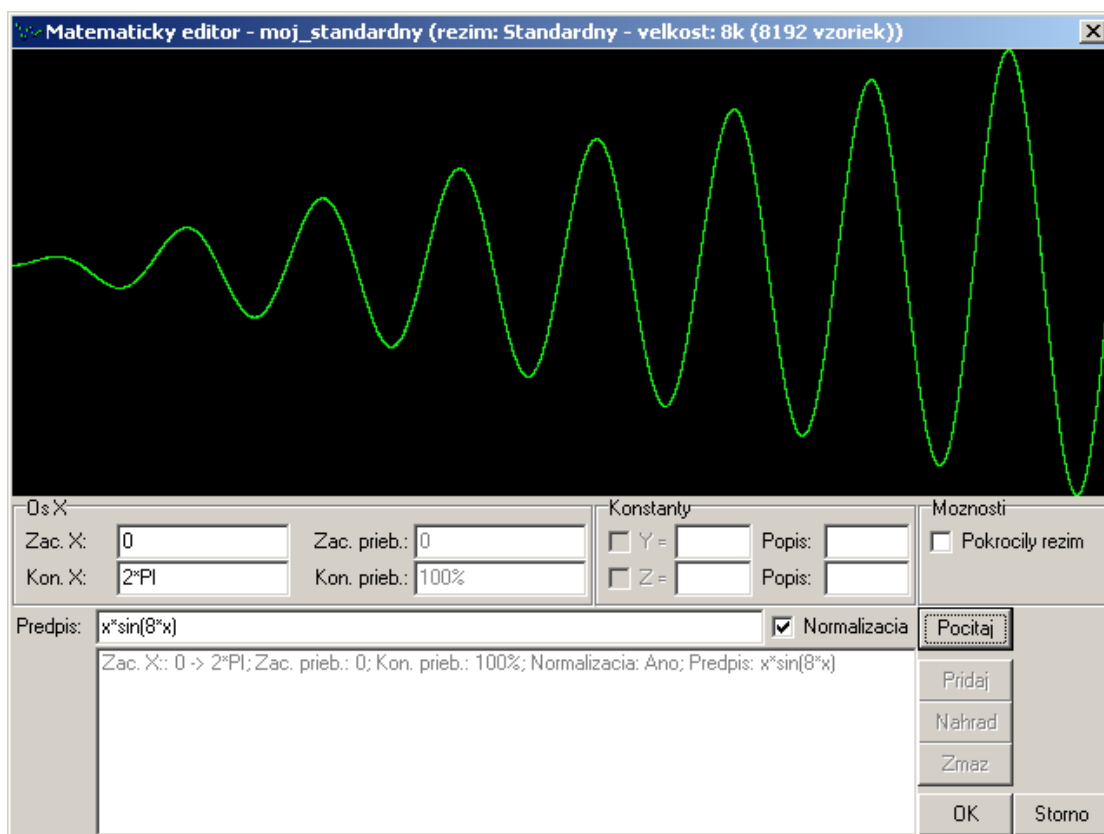 Matematicky editor - moj_standardny (rezim: Standardny - velkost: 8k (8192 vzoriek))
Os X Konstanty Moznosti
Zac. X: 0 Zac. prieb.: 0 Y = Popis: Pokrocily rezim
Kon. X: 2*PI Kon. prieb.: 100% Z = Popis:
Predpis: x*sin(8*x) Normalizacia Pocitaj
Zac. X:: 0 -> 2*PI; Zac. prieb.: 0; Kon. prieb.: 100%; Normalizacia: Ano; Predpis: x*sin(8*x)
Pridaj
Nahrad
Zmaz
OK Storno